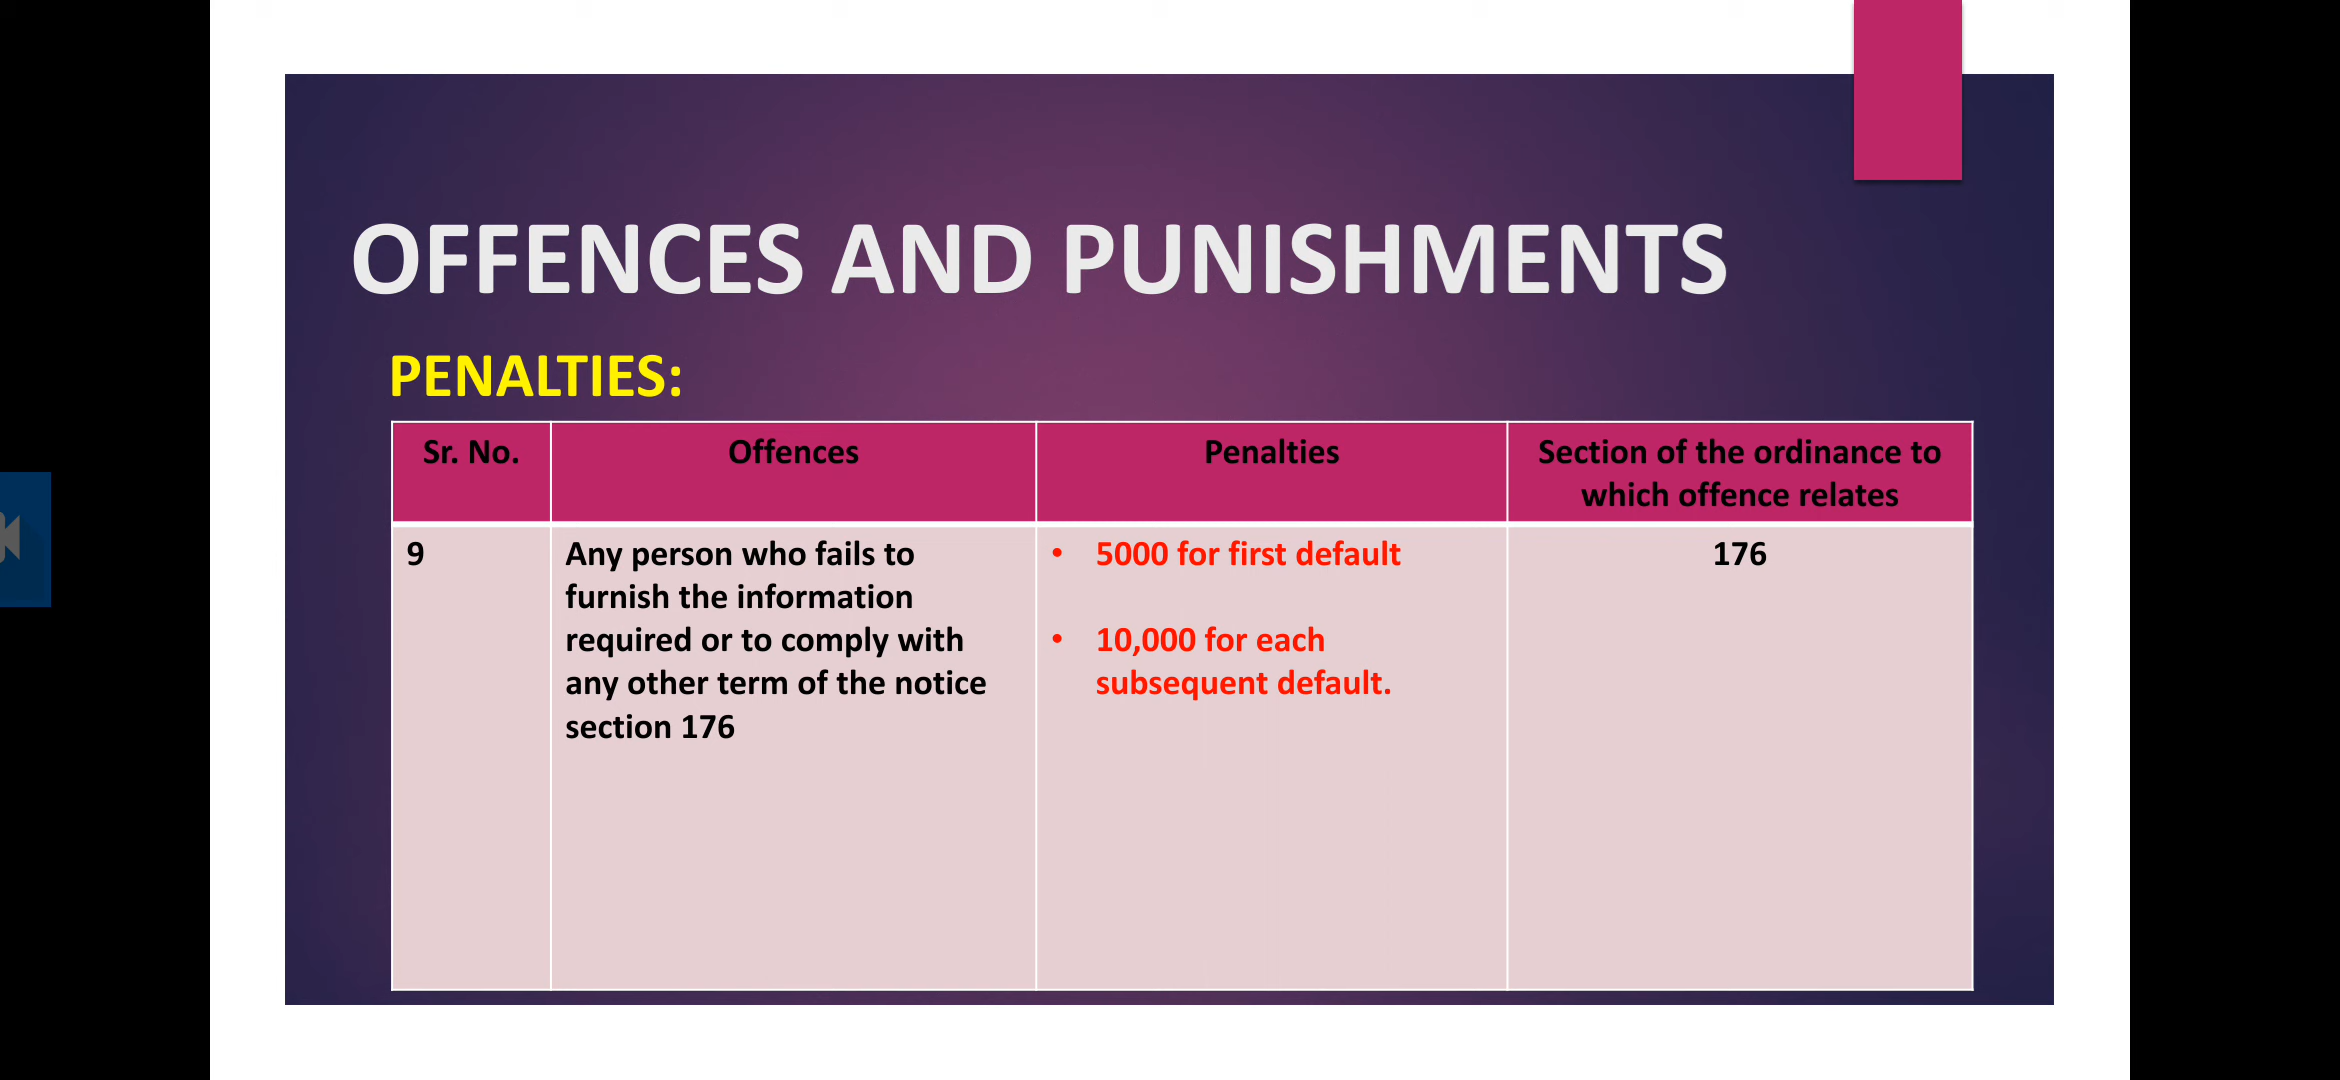 OFFENCES AND PUNISHMENTS
PENALTIES:
Sr. No.
Offences
Penalties
Section of the ordinance to
which offence relates
9
Any person who fails to
furnish the information
required or to comply with
any other term of the notice
section 176
• 5000 for first default
• 10,000 for each
subsequent default.
176